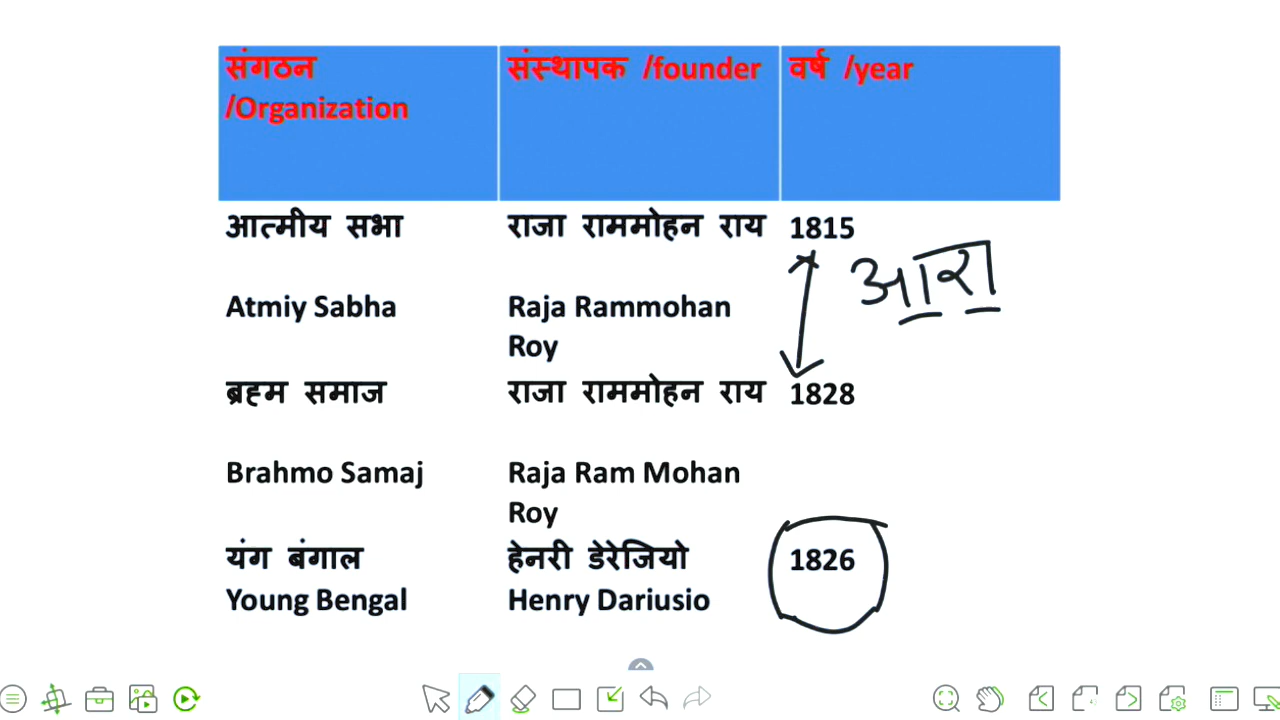 संगठन /Organization
संस्थापक /founder
वर्ष /year
आत्मीय सभा
राजा राममोहन राय
1815
आरा
Atmiy Sabha
Raja Rammohan Roy
ब्रह्म समाज
राजा राममोहन राय
1828
Brahmo Samaj
Raja Ram Mohan Roy
यंग बंगाल
हेनरी डेरेजियो
1826
Young Bengal
Henry Dariusio